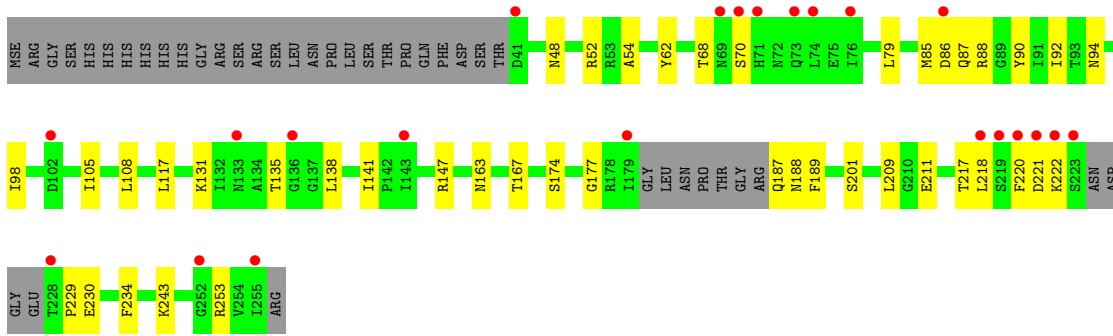 MSE ARG GLY SER HIS HIS HIS HIS HIS HIS GLY ARG SER ARG SER LEU ASN PRO LEU SER THR PRO GLN PHE ASP SER THR D41 N48 R52 R53 A54 Y62 T68 N69 S70 H71 N72 Q73 L74 E75 I76 L79 M85 D86 Q87 R88 G89 Y90 I91 I92 T93 N94
I98 D102 I105 L108 L117 K131 I132 N133 A134 T135 G136 G137 L138 I141 P142 I143 R147 N163 T167 S174 G177 R178 I179 GLY LEU ASN PRO THR GLY ARG Q187 N188 F189 S201 L209 G210 E211 T217 L218 S219 F220 D221 K222 S223 ASN ASP
GLY GLU T228 P229 E230 F234 K243 G252 R253 V254 I255 ARG